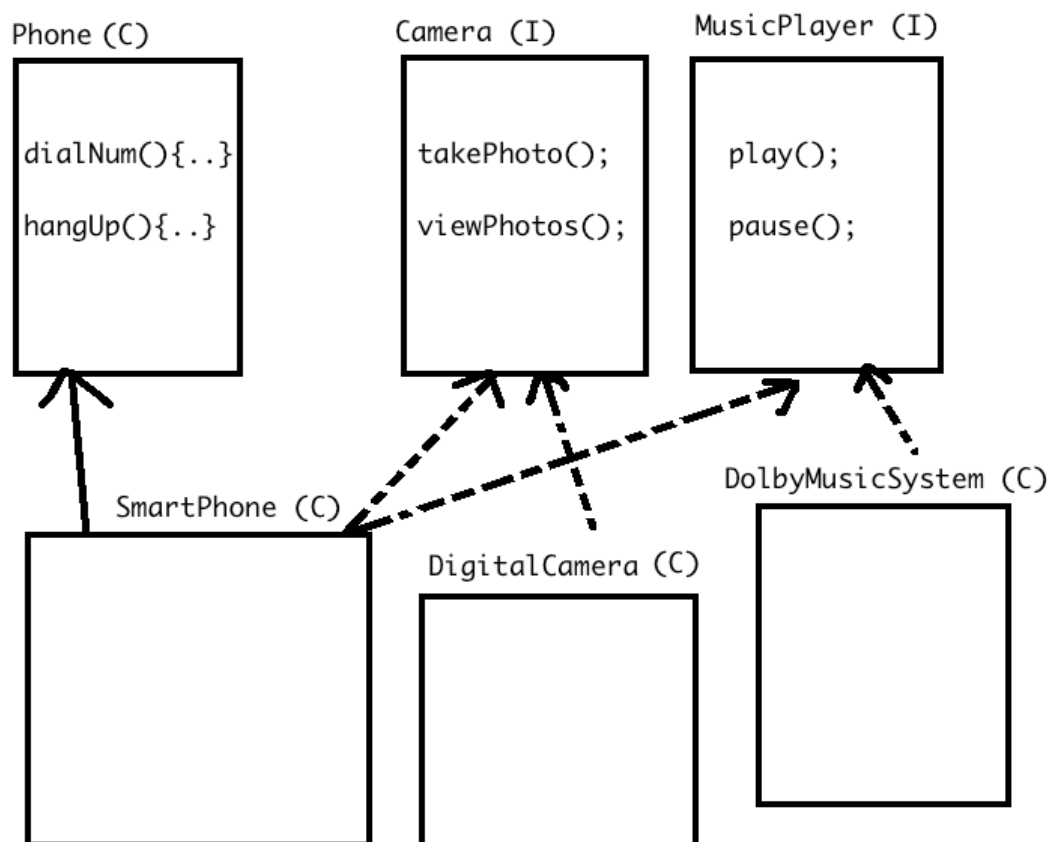 Phone (C)
dialNum(){..}
hangUp(){..}
Camera (I)
takePhoto();
viewPhotos();
MusicPlayer (I)
play();
pause();
SmartPhone (C)
DigitalCamera (C)
DolbyMusicSystem (C)